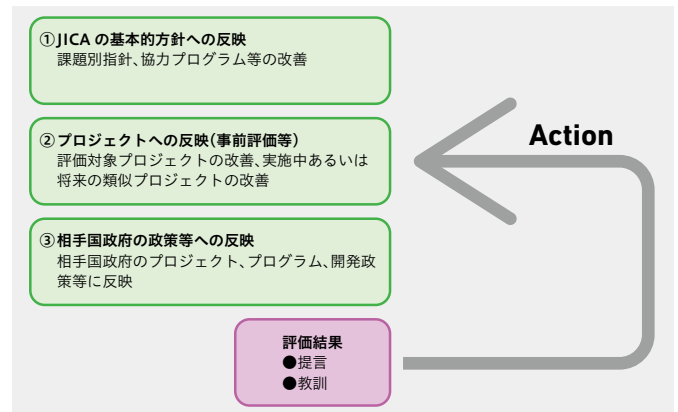 ①JICA の基本的方針への反映
課題別指針、協力プログラム等の改善
②プロジェクトへの反映(事前評価等)
評価対象プロジェクトの改善、実施中あるいは
将来の類似プロジェクトの改善
③相手国政府の政策等への反映
相手国政府のプロジェクト、プログラム、開発政
策等に反映
Action
評価結果
●提言
●教訓